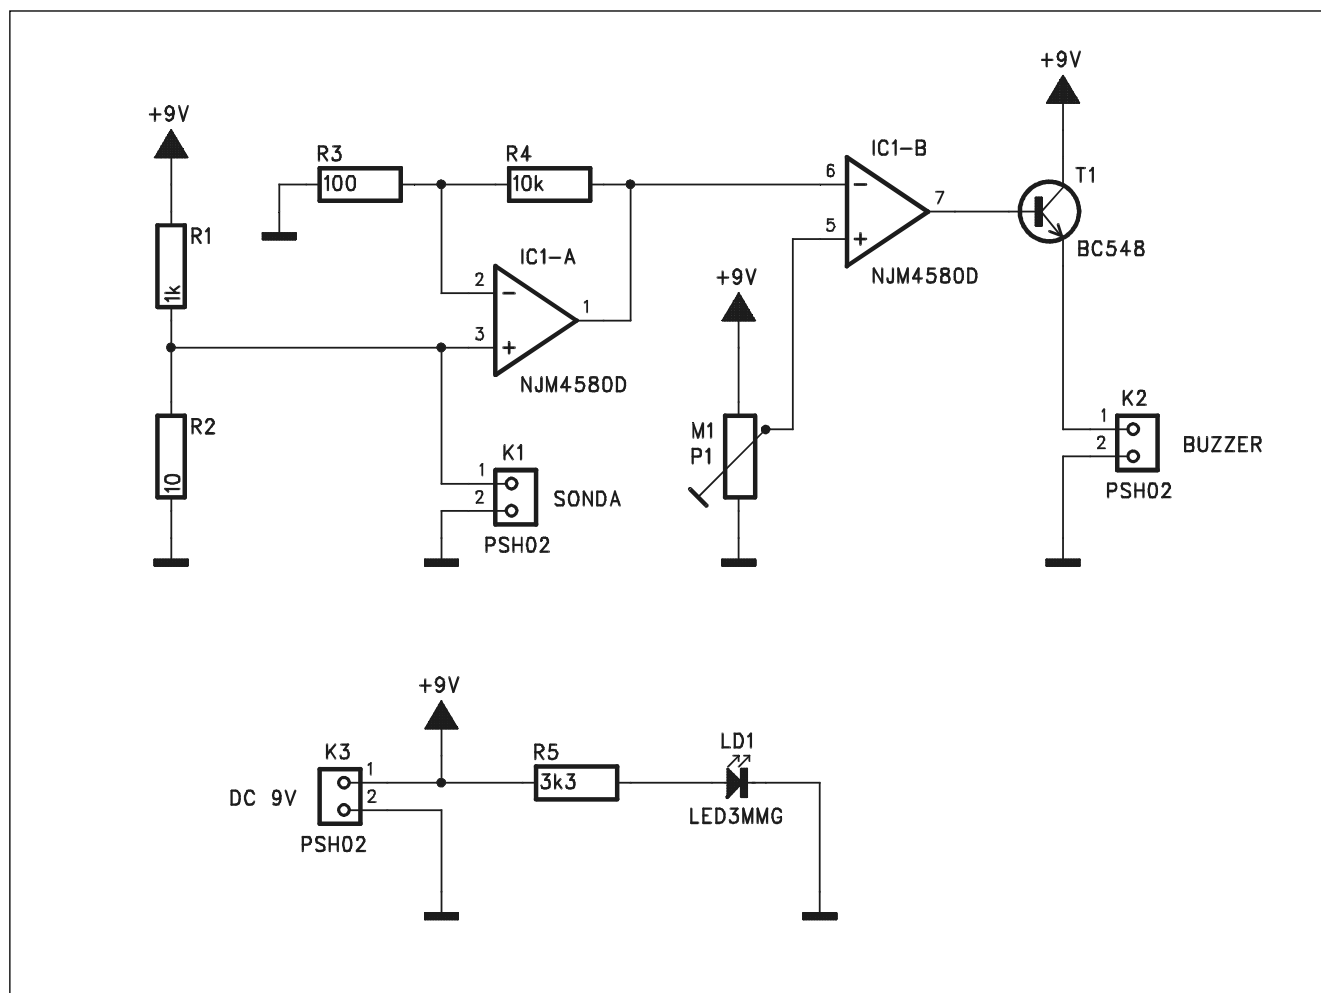 +9V
+9V
R3
R4
IC1-B
100
10k
6
7
T1
R1
5
BC548
IC1-A
NJM4580D
1k
2
1
+9V
3
NJM4580D
R2
K2
1
M1
K1
2
BUZZER
P1
10
1
SONDA
PSH02
2
PSH02
+9V
LD1
K3
R5
1
3k3
DC 9V
2
LED3MMG
PSH02